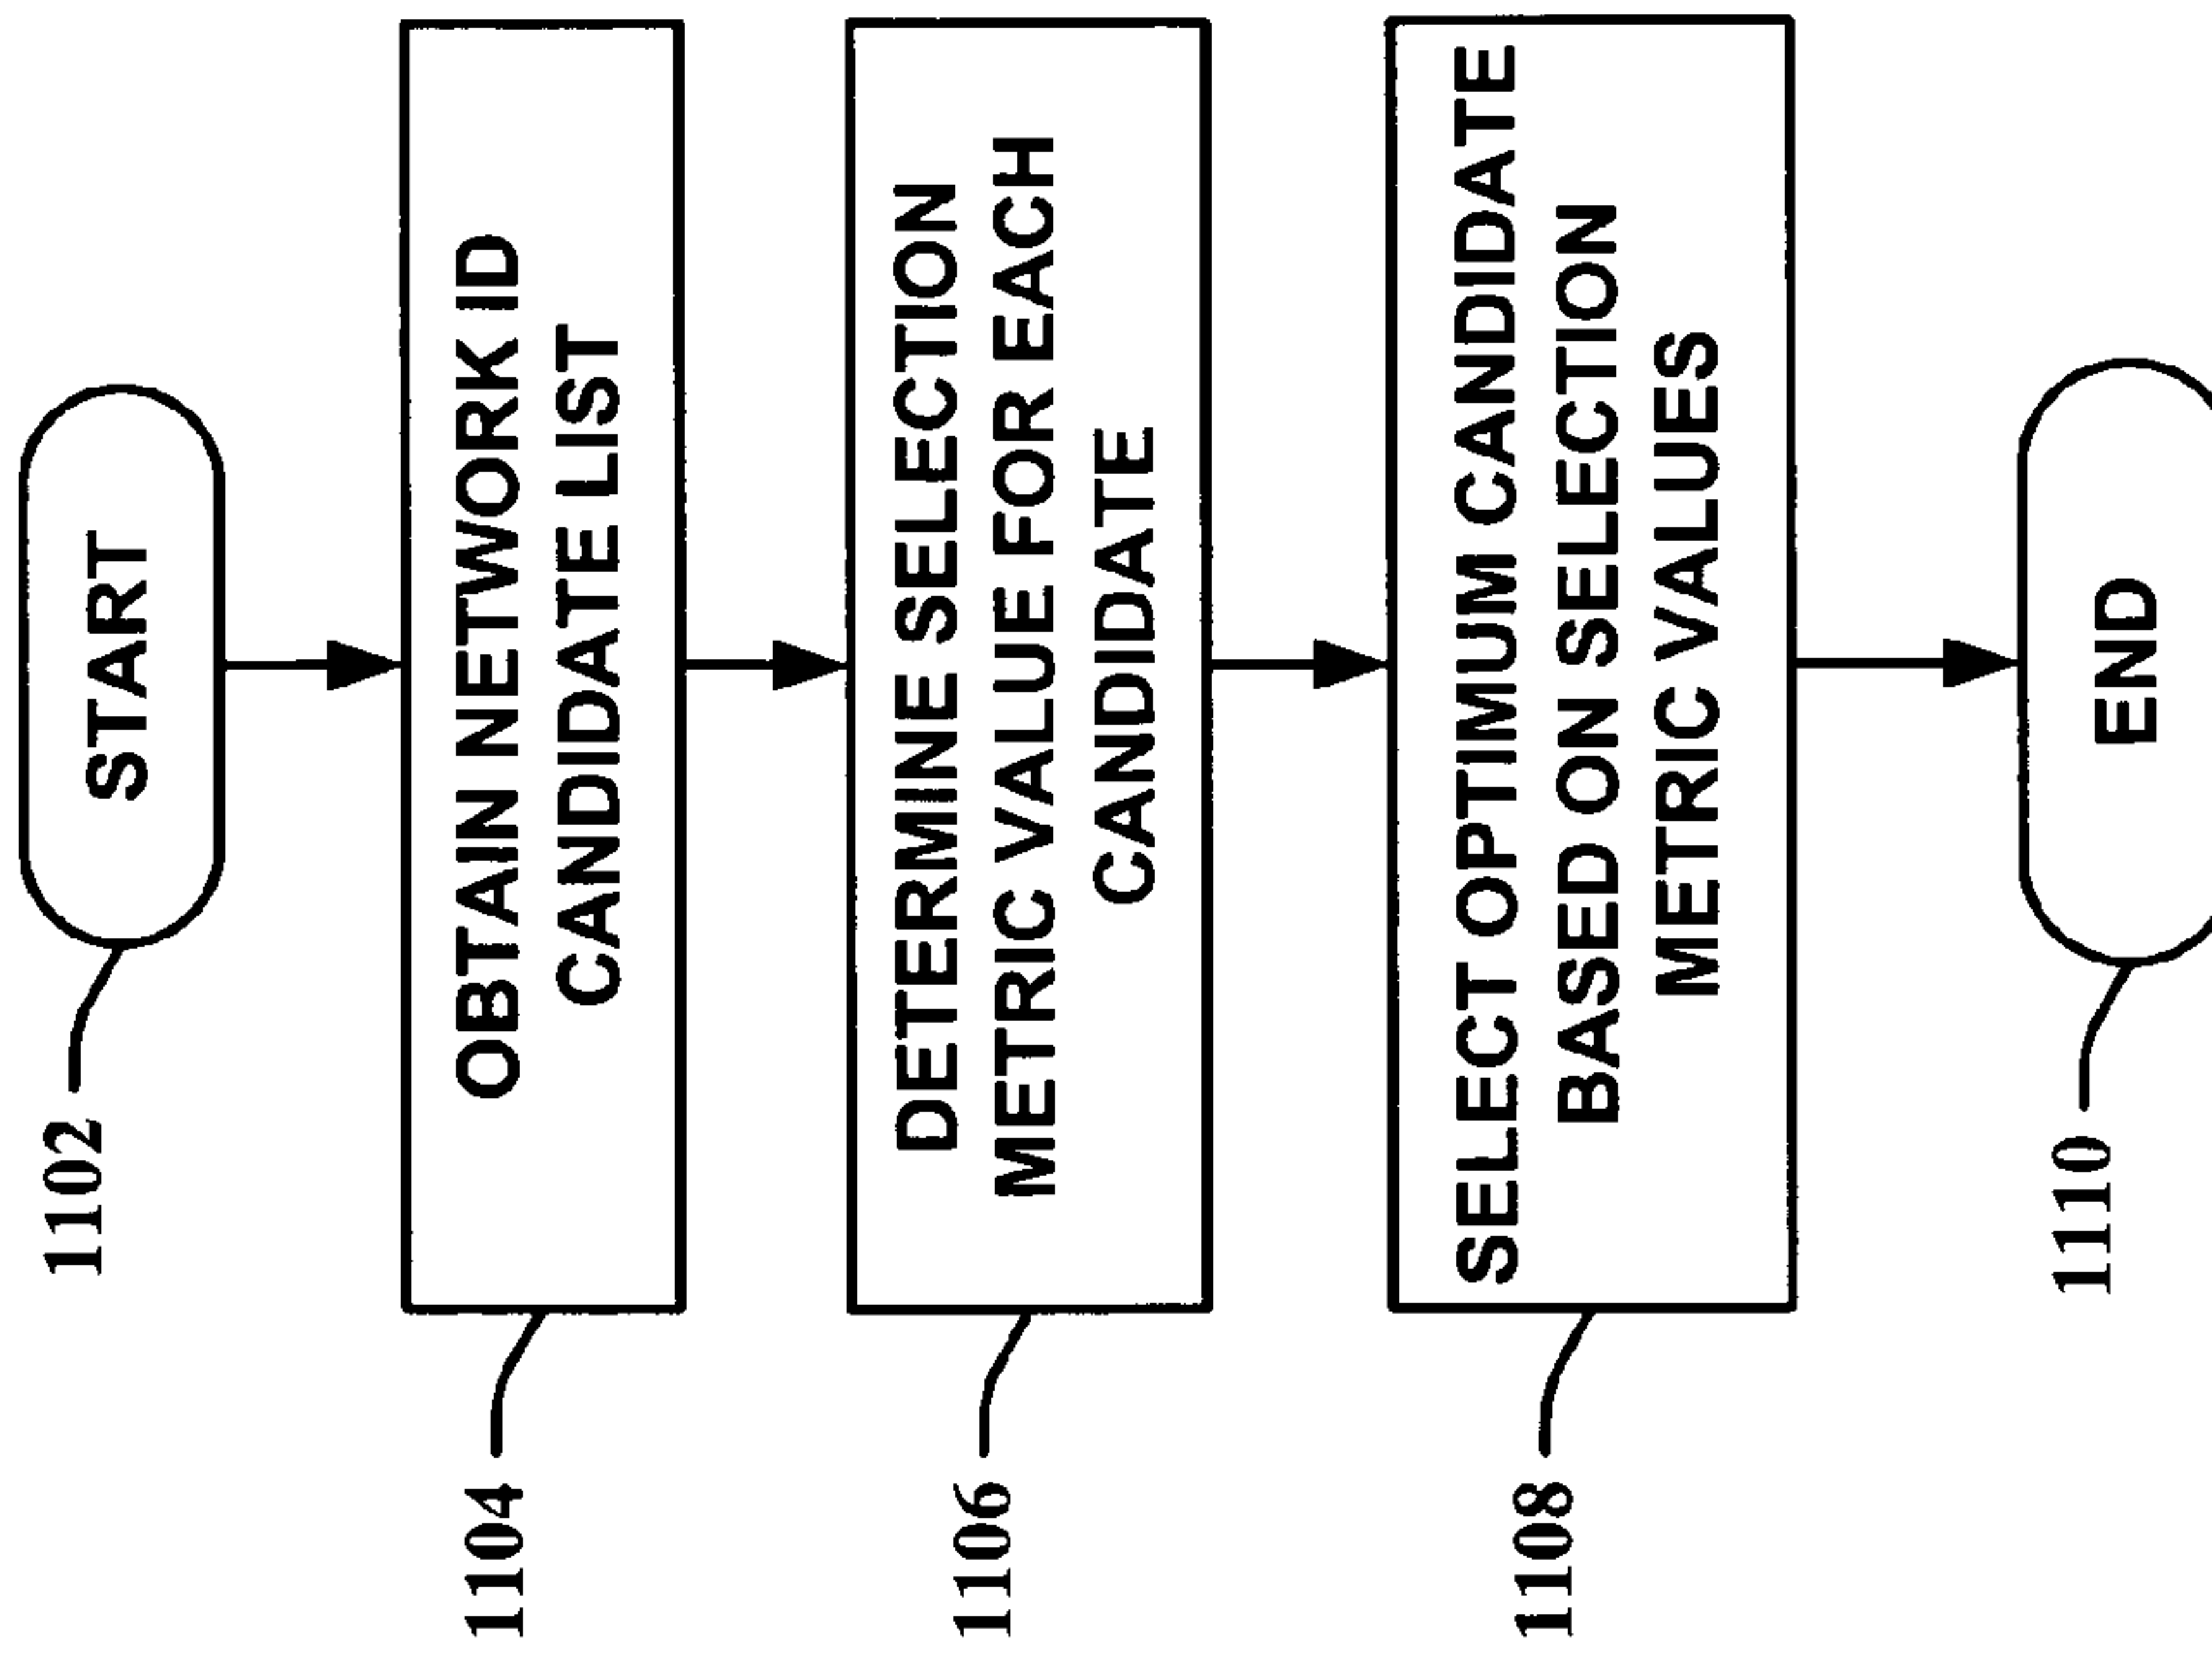 1102
START
1104
OBTAIN NETWORK ID
CANDIDATE LIST
1106
DETERMINE SELECTION
METRIC VALUE FOR EACH
CANDIDATE
1108
SELECT OPTIMUM CANDIDATE
BASED ON SELECTION
METRIC VALUES
1110
END